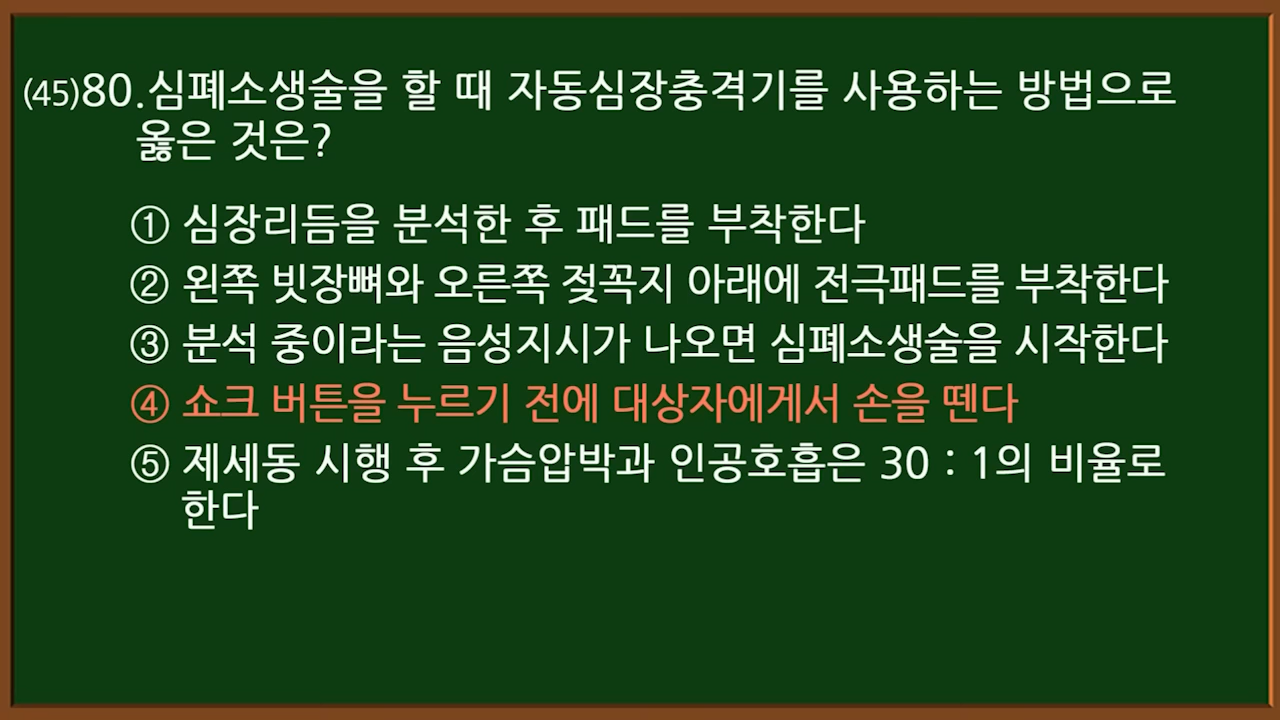 (45)80.심폐소생술을 할 때 자동심장충격기를 사용하는 방법으로
옳은 것은?
① 심장리듬을 분석한 후 패드를 부착한다
② 왼쪽 빗장뼈와 오른쪽 젖꼭지 아래에 전극패드를 부착한다
③ 분석 중이라는 음성지시가 나오면 심폐소생술을 시작한다
④ 쇼크 버튼을 누르기 전에 대상자에게서 손을 뗀다
⑤ 제세동 시행 후 가슴압박과 인공호흡은 30 : 1의 비율로
한다